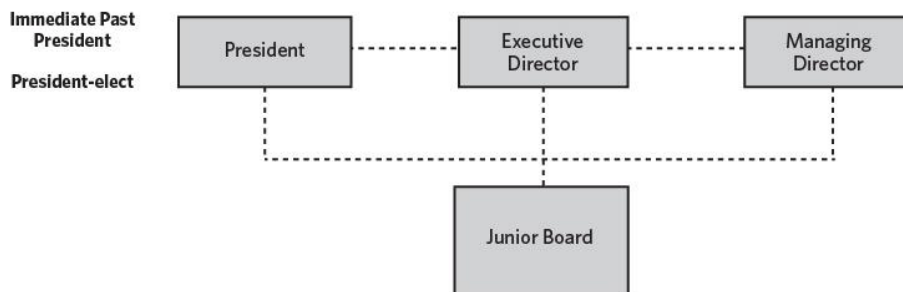 Immediate Past
President
President-elect
President
Executive
Director
Managing
Director
Junior Board